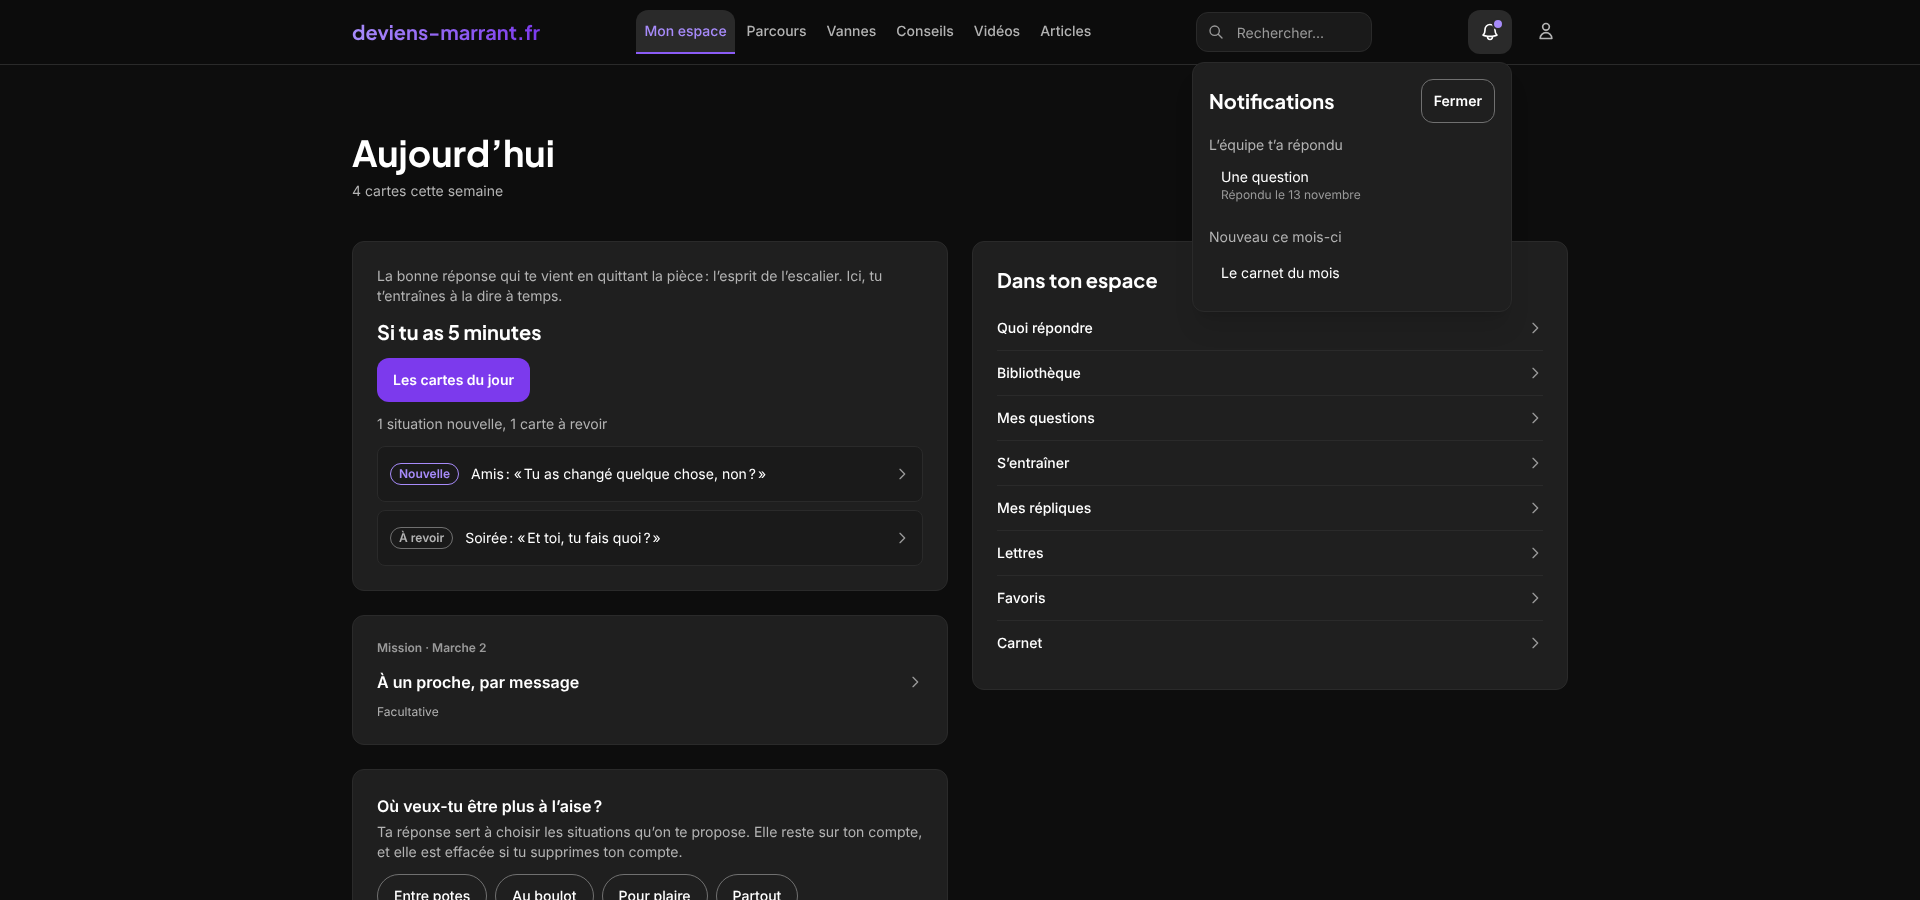 deviens-marrant.fr
Mon espace
Parcours
Vannes
Conseils
Vidéos
Articles
Rechercher...
Notifications
Fermer
L’équipe t’a répondu
Une question
Répondu le 13 novembre
Nouveau ce mois-ci
Le carnet du mois
Aujourd’hui
4 cartes cette semaine
La bonne réponse qui te vient en quittant la pièce : l’esprit de l’escalier. Ici, tu
t’entraînes à la dire à temps.
Si tu as 5 minutes
Les cartes du jour
1 situation nouvelle, 1 carte à revoir
Nouvelle
Amis : « Tu as changé quelque chose, non ? »
À revoir
Soirée : « Et toi, tu fais quoi ? »
Mission · Marche 2
À un proche, par message
Facultative
Où veux-tu être plus à l’aise ?
Ta réponse sert à choisir les situations qu’on te propose. Elle reste sur ton compte,
et elle est effacée si tu supprimes ton compte.
Entre potes
Au boulot
Pour plaire
Partout
Dans ton espace
Quoi répondre
Bibliothèque
Mes questions
S’entraîner
Mes répliques
Lettres
Favoris
Carnet